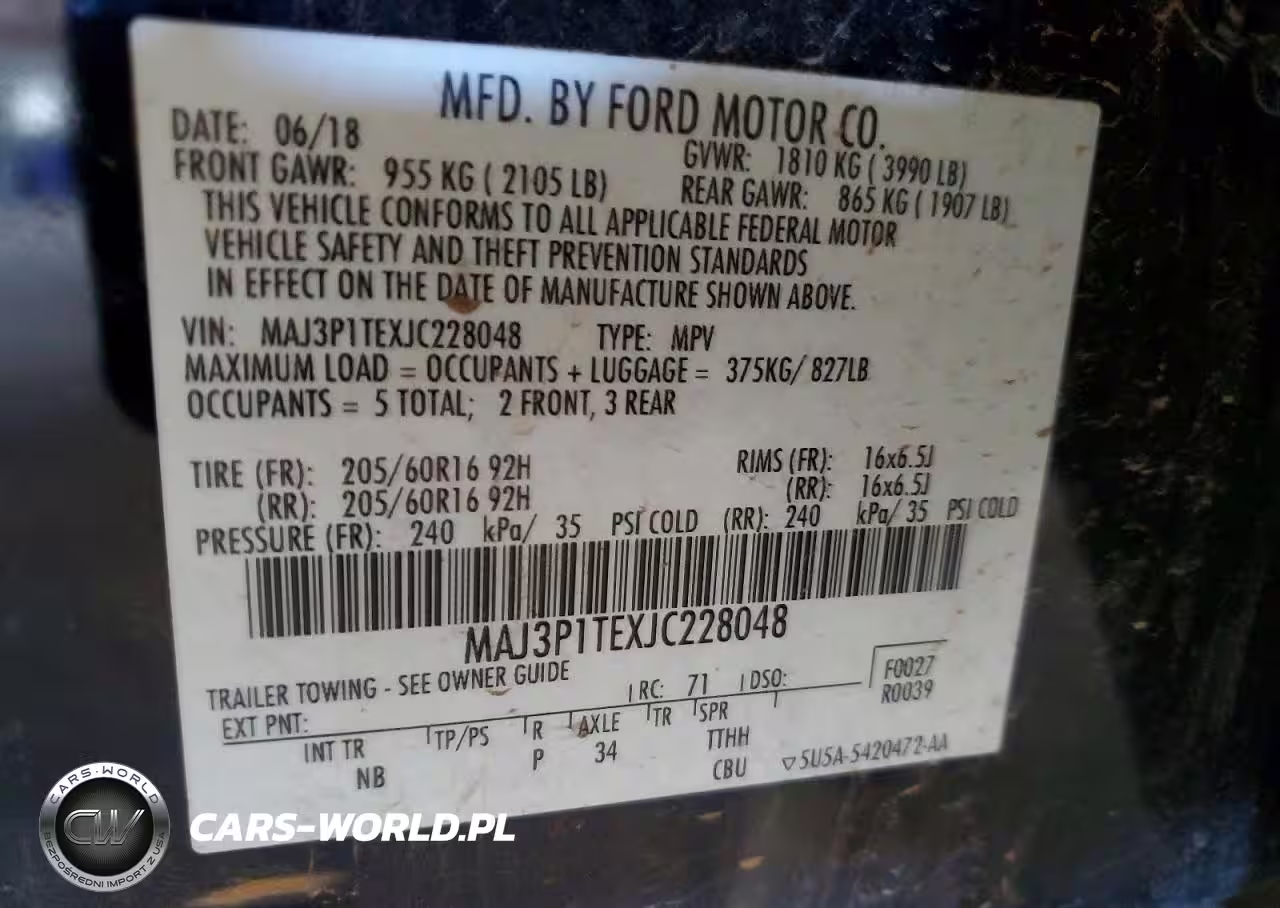 MFD. BY FORD MOTOR CO.
DATE: 06/18 GVWR: 1810 KG ( 3990 LB)
FRONT GAWR: 955 KG ( 2105 LB) REAR GAWR: 865 KG ( 1907 LB)
THIS VEHICLE CONFORMS TO ALL APPLICABLE FEDERAL MOTOR
VEHICLE SAFETY AND THEFT PREVENTION STANDARDS
IN EFFECT ON THE DATE OF MANUFACTURE SHOWN ABOVE.
VIN: MAJ3P1TEXJC228048 TYPE: MPV
MAXIMUM LOAD = OCCUPANTS + LUGGAGE = 375KG/ 827LB
OCCUPANTS = 5 TOTAL; 2 FRONT, 3 REAR
TIRE (FR): 205/60R16 92H RIMS (FR): 16x6.5J
(RR): 205/60R16 92H (RR): 16x6.5J
PRESSURE (FR): 240 kPa/ 35 PSI COLD (RR): 240 kPa/ 35 PSI COLD
MAJ3P1TEXJC228048
TRAILER TOWING - SEE OWNER GUIDE
EXT PNT: RC: 71 DSO: F0027
R0039
INT TR TP/PS R AXLE TR SPR
NB P 34 TTHH
CBU 5U5A-5420472-AA
CARS-WORLD
CW
BEZPOŚREDNI IMPORT Z USA
CARS-WORLD.PL